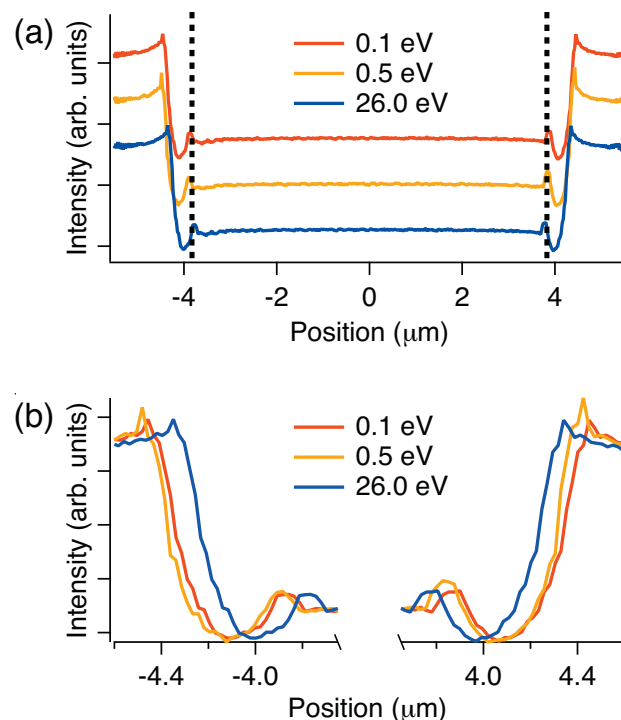 (a)
Intensity (arb. units)
0.1 eV
0.5 eV
26.0 eV
-4 -2 0 2 4
Position (μm)
(b)
Intensity (arb. units)
0.1 eV
0.5 eV
26.0 eV
-4.4 -4.0 4.0 4.4
Position (μm)